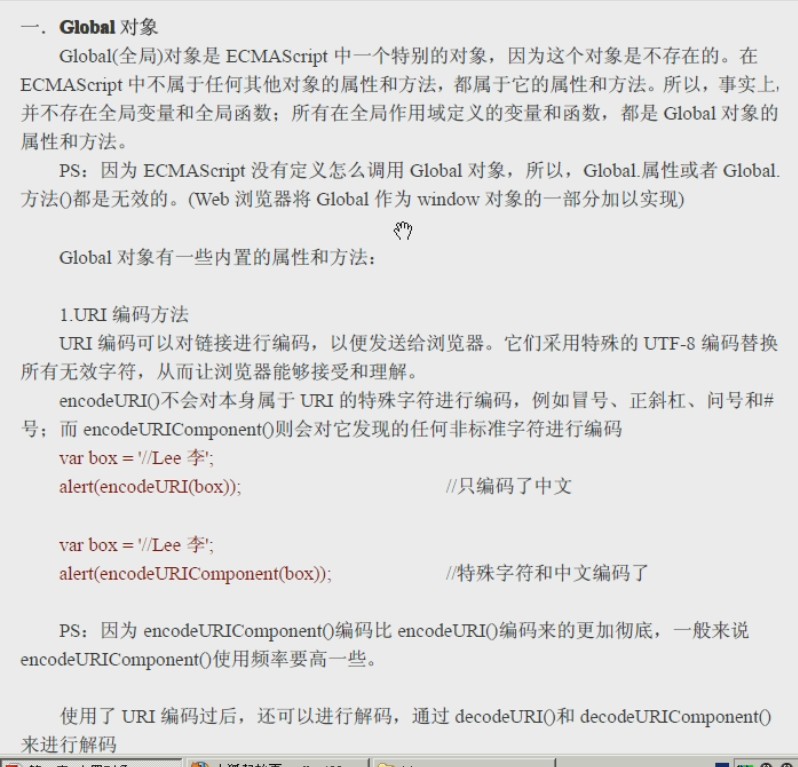 一．Global 对象
Global(全局)对象是 ECMAScript 中一个特别的对象，因为这个对象是不存在的。在
ECMAScript 中不属于任何其他对象的属性和方法，都属于它的属性和方法。所以，事实上，
并不存在全局变量和全局函数；所有在全局作用域定义的变量和函数，都是 Global 对象的
属性和方法。
PS：因为 ECMAScript 没有定义怎么调用 Global 对象，所以，Global.属性或者 Global.
方法()都是无效的。(Web 浏览器将 Global 作为 window 对象的一部分加以实现)
Global 对象有一些内置的属性和方法：
1.URI 编码方法
URI 编码可以对链接进行编码，以便发送给浏览器。它们采用特殊的 UTF-8 编码替换
所有无效字符，从而让浏览器能够接受和理解。
encodeURI()不会对本身属于 URI 的特殊字符进行编码，例如冒号、正斜杠、问号和#
号；而 encodeURIComponent()则会对它发现的任何非标准字符进行编码
var box = '//Lee 李';
alert(encodeURI(box)); //只编码了中文
var box = '//Lee 李';
alert(encodeURIComponent(box)); //特殊字符和中文编码了
PS：因为 encodeURIComponent()编码比 encodeURI()编码来的更加彻底，一般来说
encodeURIComponent()使用频率要高一些。
使用了 URI 编码过后，还可以进行解码，通过 decodeURI()和 decodeURIComponent()
来进行解码